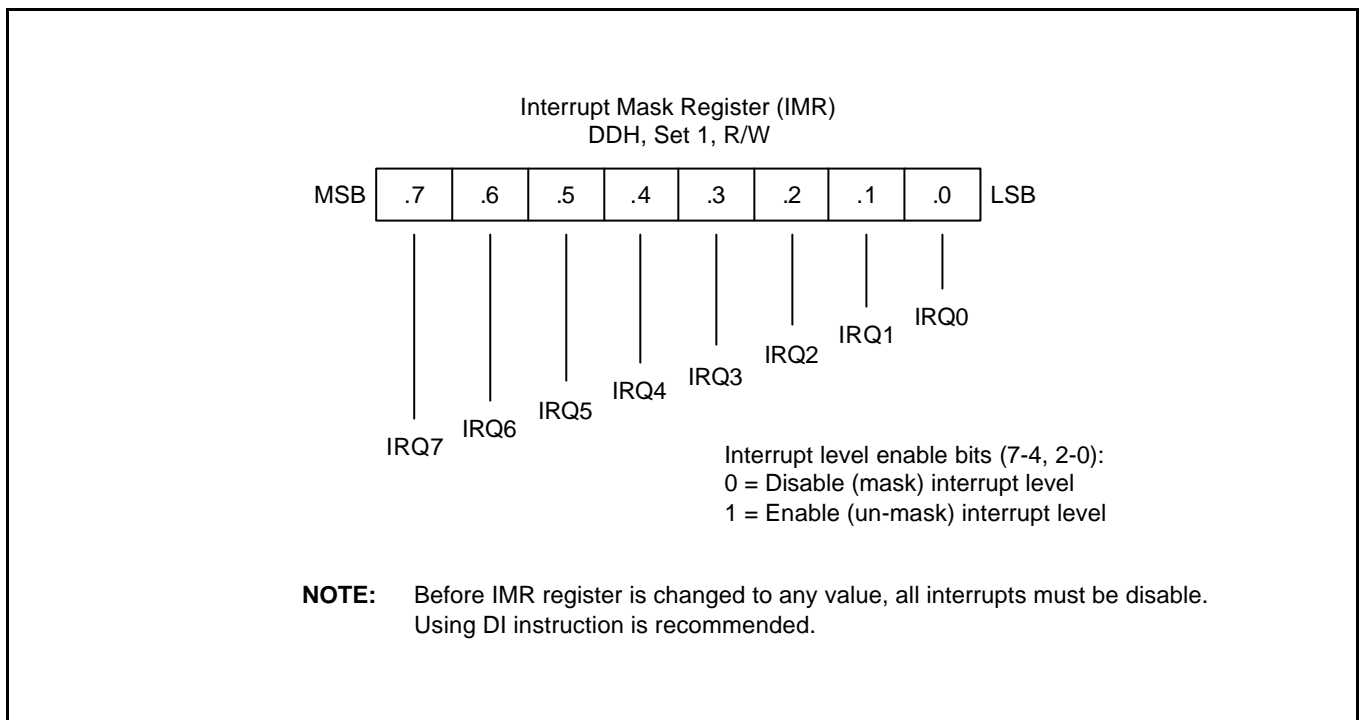 Interrupt Mask Register (IMR)
DDH, Set 1, R/W
MSB .7 .6 .5 .4 .3 .2 .1 .0 LSB
IRQ7 IRQ6 IRQ5 IRQ4 IRQ3 IRQ2 IRQ1 IRQ0
Interrupt level enable bits (7-4, 2-0):
0 = Disable (mask) interrupt level
1 = Enable (un-mask) interrupt level
NOTE: Before IMR register is changed to any value, all interrupts must be disable.
Using DI instruction is recommended.